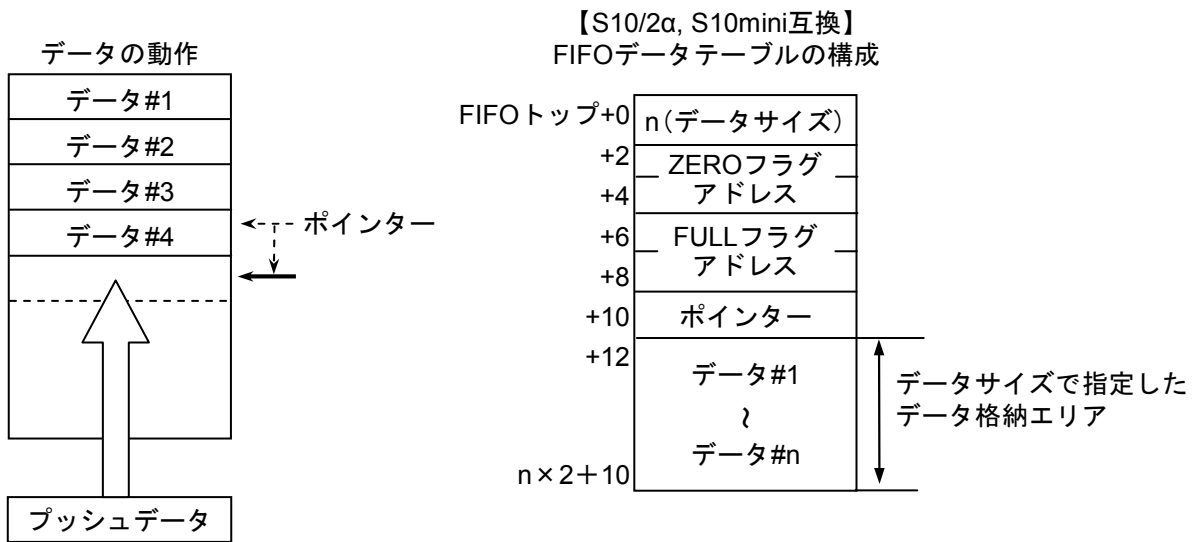 データの動作
データ#1
データ#2
データ#3
データ#4
ポインター
プッシュデータ
【S10/2α, S10mini互換】
FIFOデータテーブルの構成
FIFOトップ+0
n(データサイズ)
+2
ZEROフラグ
アドレス
+4
+6
FULLフラグ
アドレス
+8
+10
ポインター
+12
データ#1
~
データ#n
n×2+10
データサイズで指定した
データ格納エリア